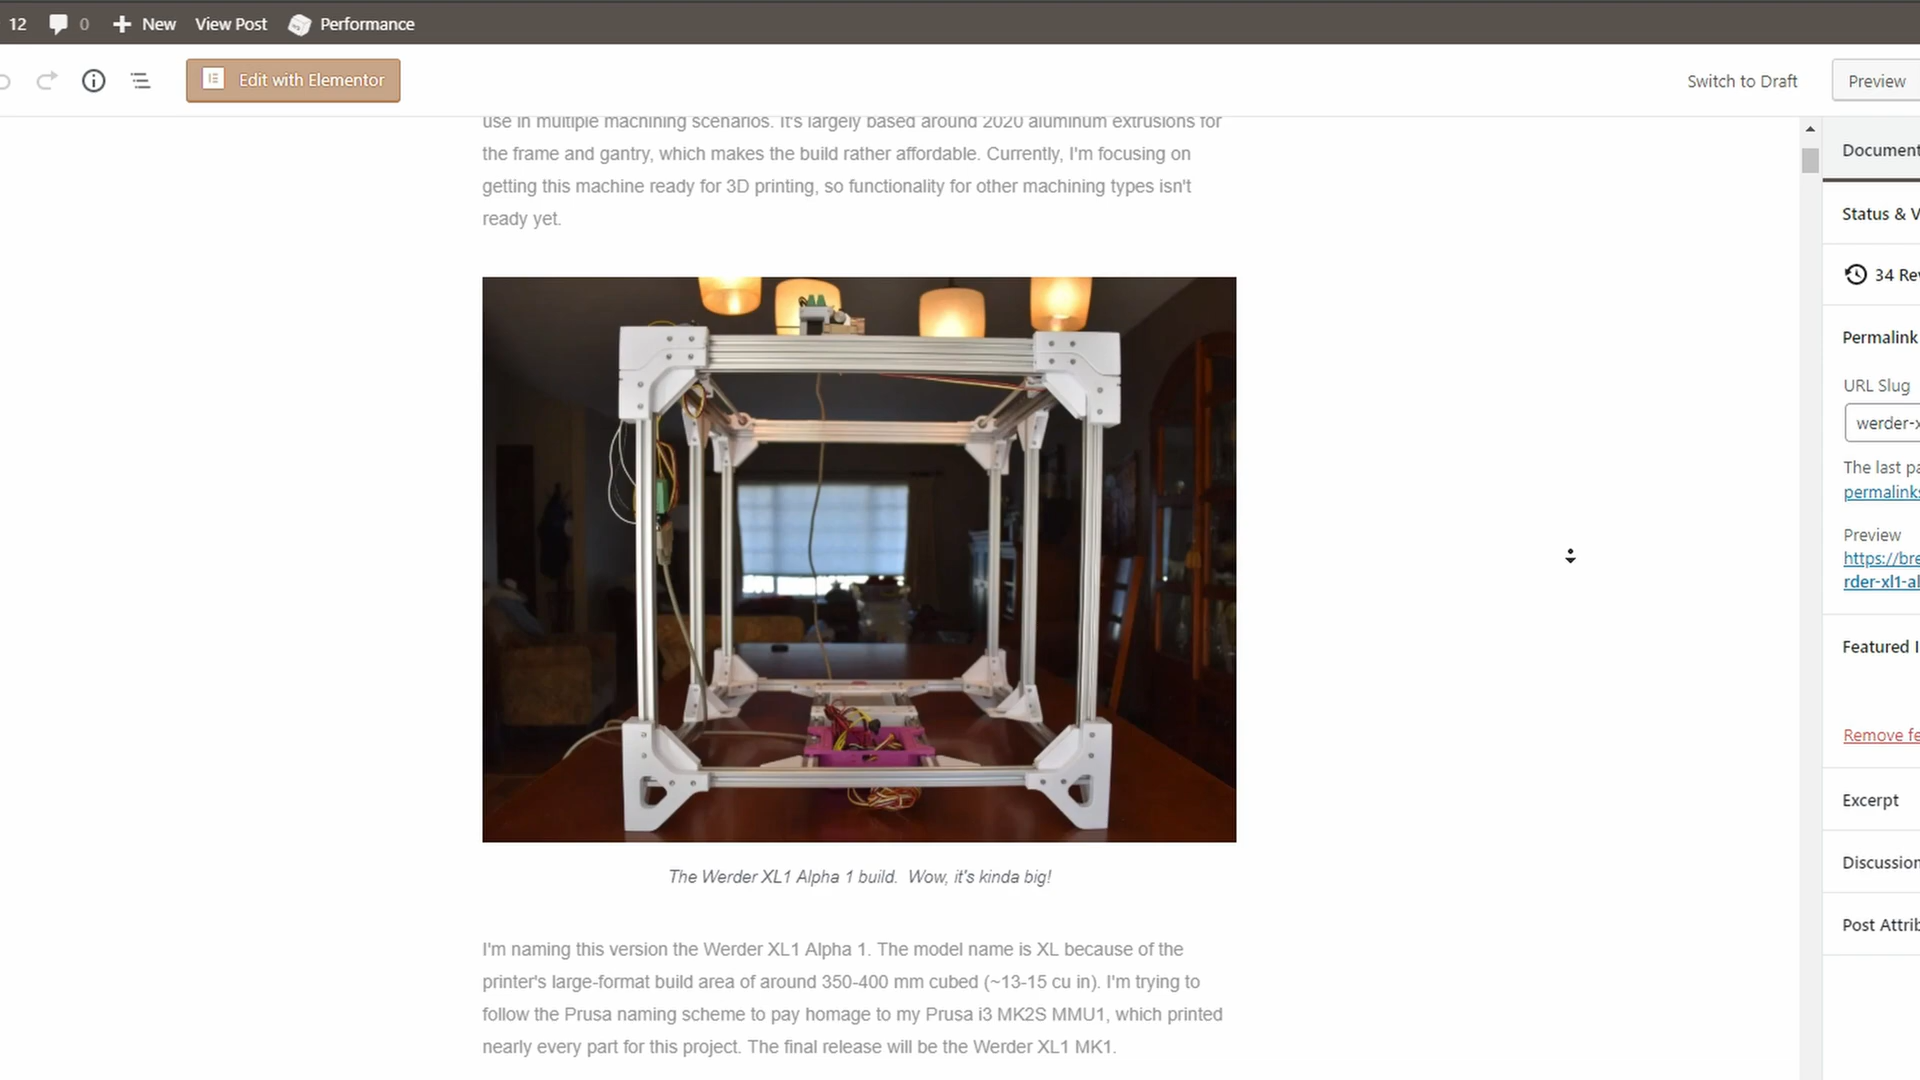 12 0 New View Post Performance
Edit with Elementor
Switch to Draft
Preview
use in multiple machining scenarios. It's largely based around 2020 aluminum extrusions for
the frame and gantry, which makes the build rather affordable. Currently, I'm focusing on
getting this machine ready for 3D printing, so functionality for other machining types isn't
ready yet.
The Werder XL1 Alpha 1 build. Wow, it's kinda big!
I'm naming this version the Werder XL1 Alpha 1. The model name is XL because of the
printer's large-format build area of around 350-400 mm cubed (~13-15 cu in). I'm trying to
follow the Prusa naming scheme to pay homage to my Prusa i3 MK2S MMU1, which printed
nearly every part for this project. The final release will be the Werder XL1 MK1.
Document
Status & V
34 Rev
Permalink
URL Slug
werder-x
The last pa
permalinks
Preview
https://bre
rder-xl1-al
Featured I
Remove fe
Excerpt
Discussion
Post Attrib